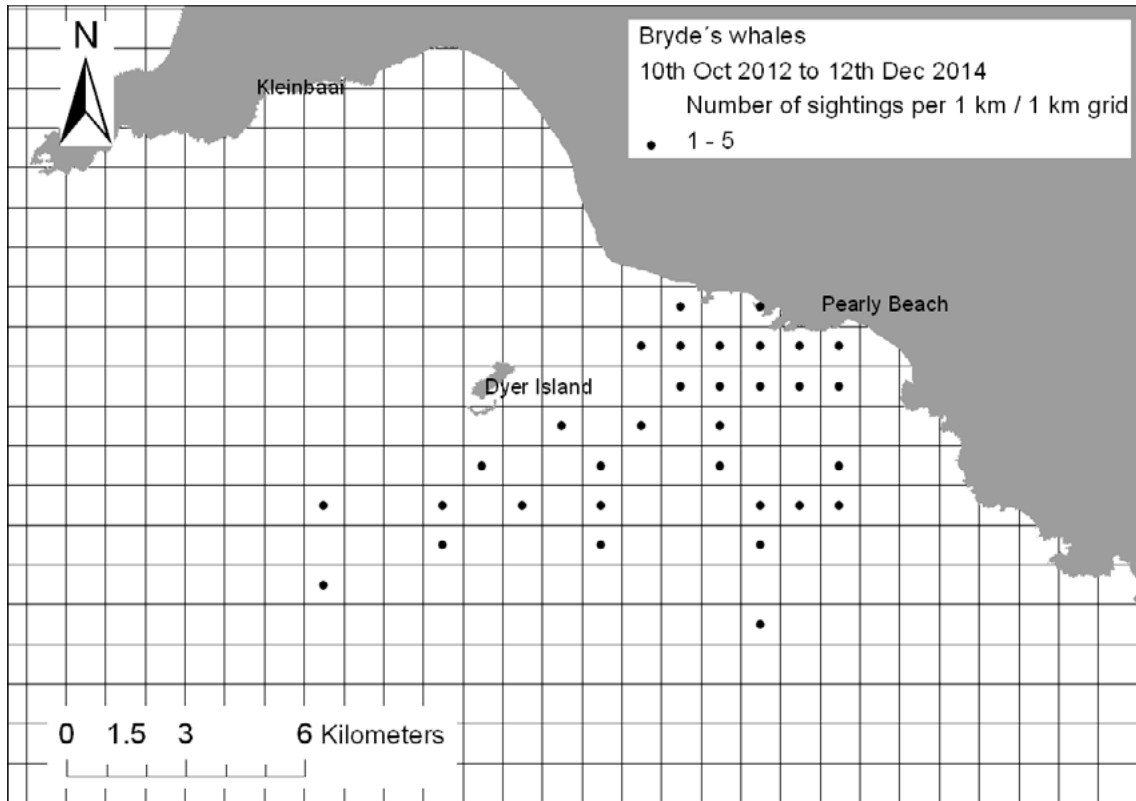 N
Bryde´s whales
10th Oct 2012 to 12th Dec 2014
Number of sightings per 1 km / 1 km grid
1 - 5
Kleinbaai
Pearly Beach
Dyer Island
0 1.5 3 6 Kilometers